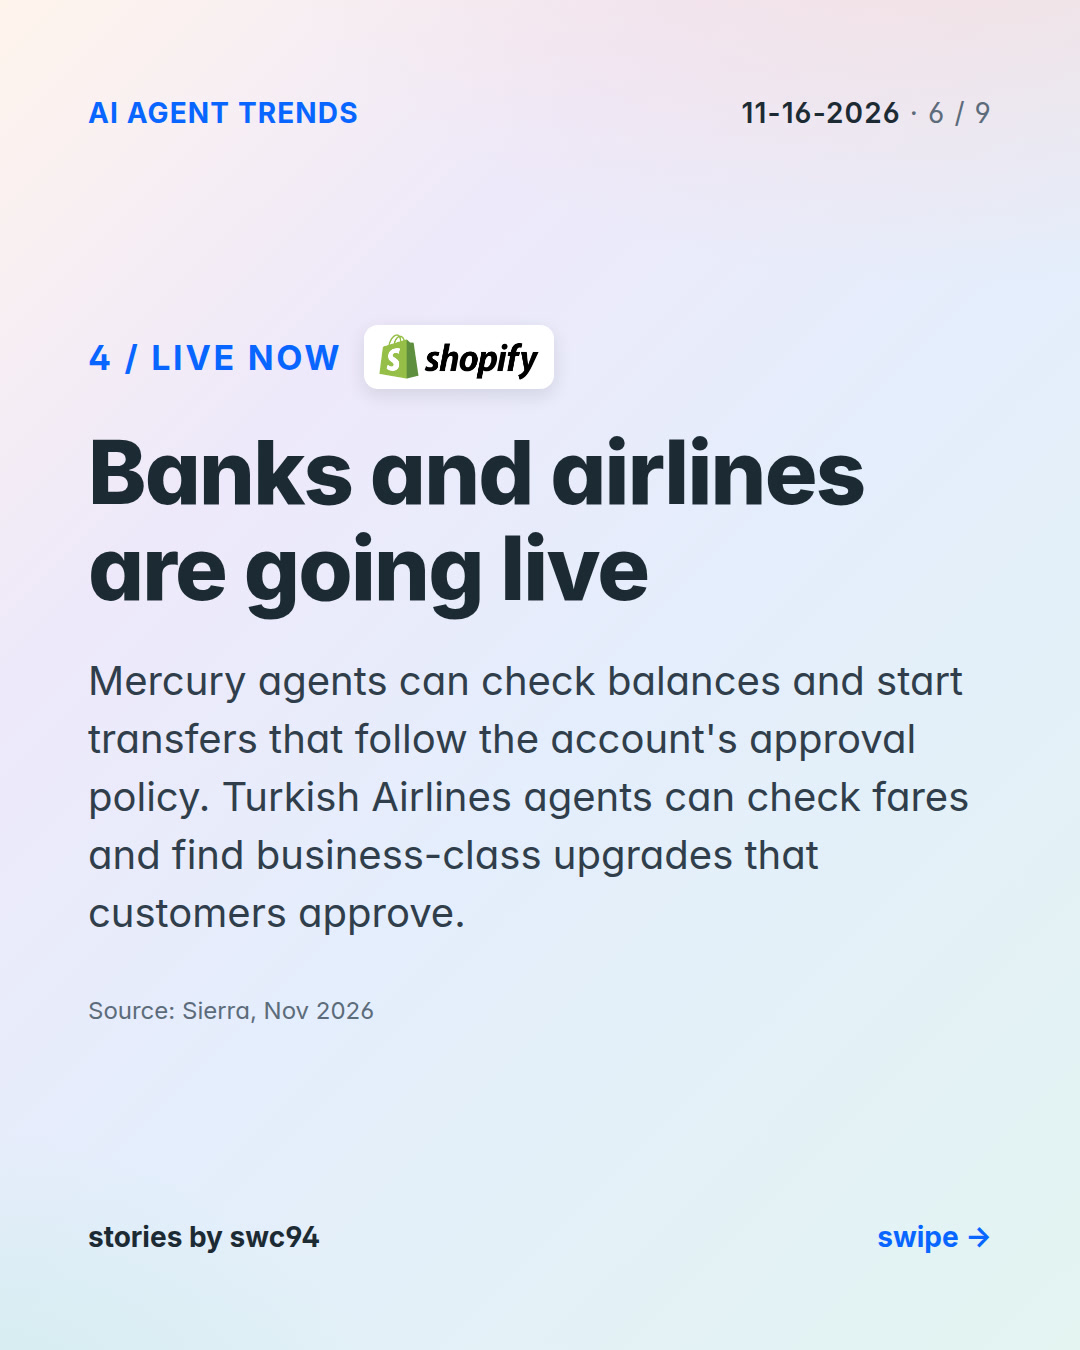 AI AGENT TRENDS
11-16-2026 · 6 / 9
4 / LIVE NOW
shopify
Banks and airlines
are going live
Mercury agents can check balances and start
transfers that follow the account's approval
policy. Turkish Airlines agents can check fares
and find business-class upgrades that
customers approve.
Source: Sierra, Nov 2026
stories by swc94
swipe →